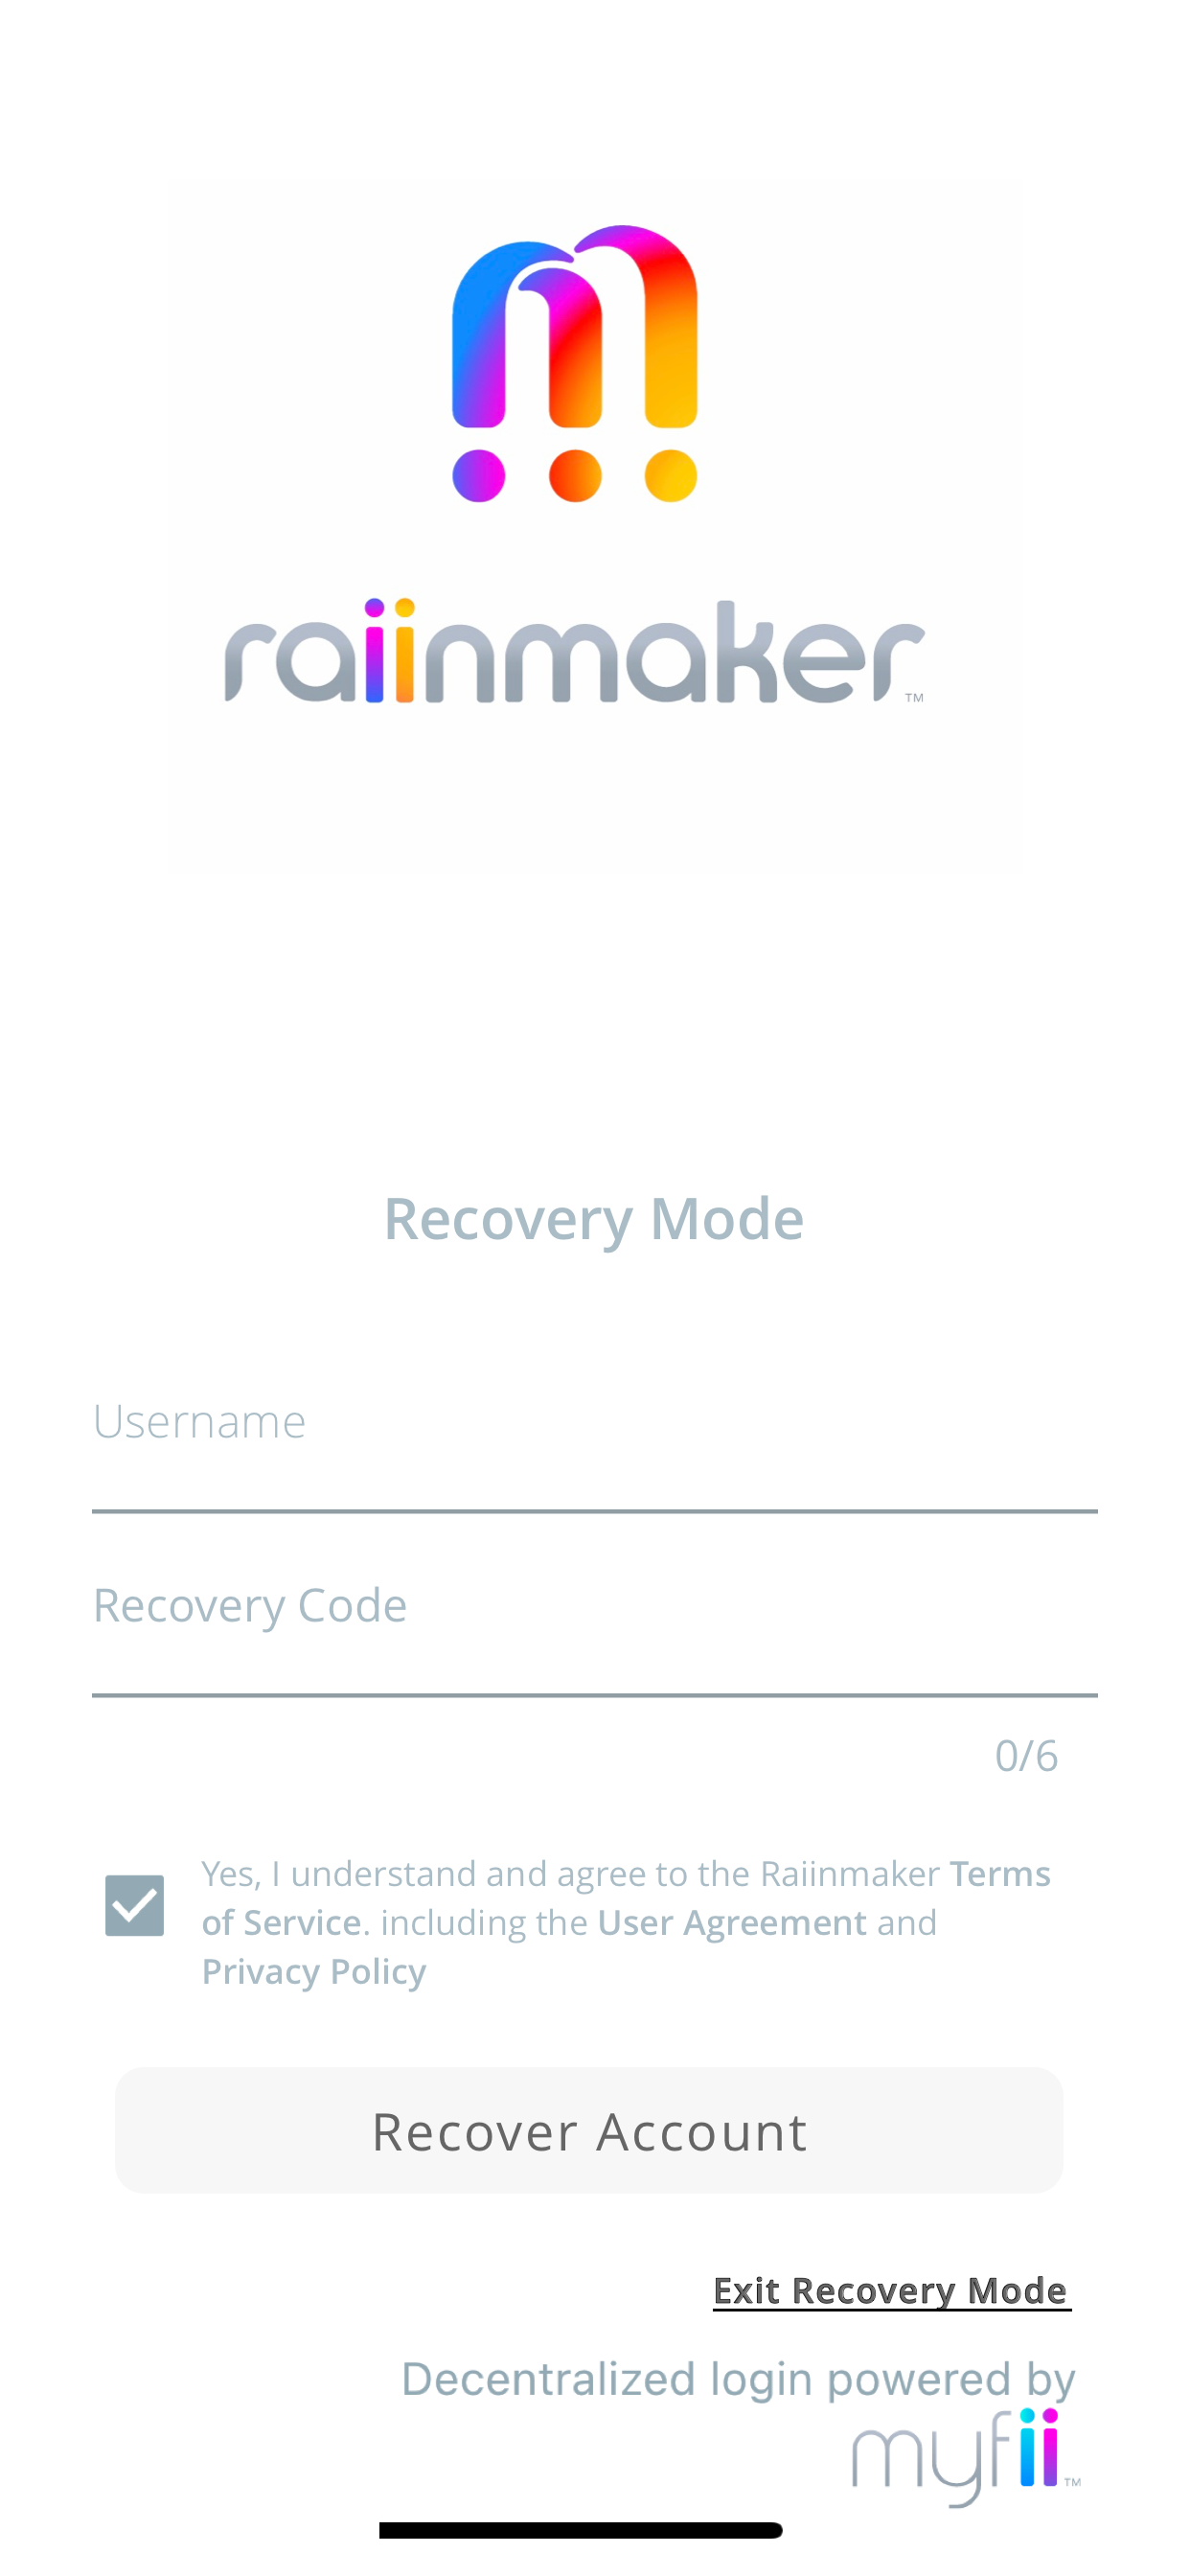 raiinmaker™
Recovery Mode
Username
Recovery Code
0/6
Yes, I understand and agree to the Raiinmaker Terms
of Service. including the User Agreement and
Privacy Policy
Recover Account
Exit Recovery Mode
Decentralized login powered by
myfii™